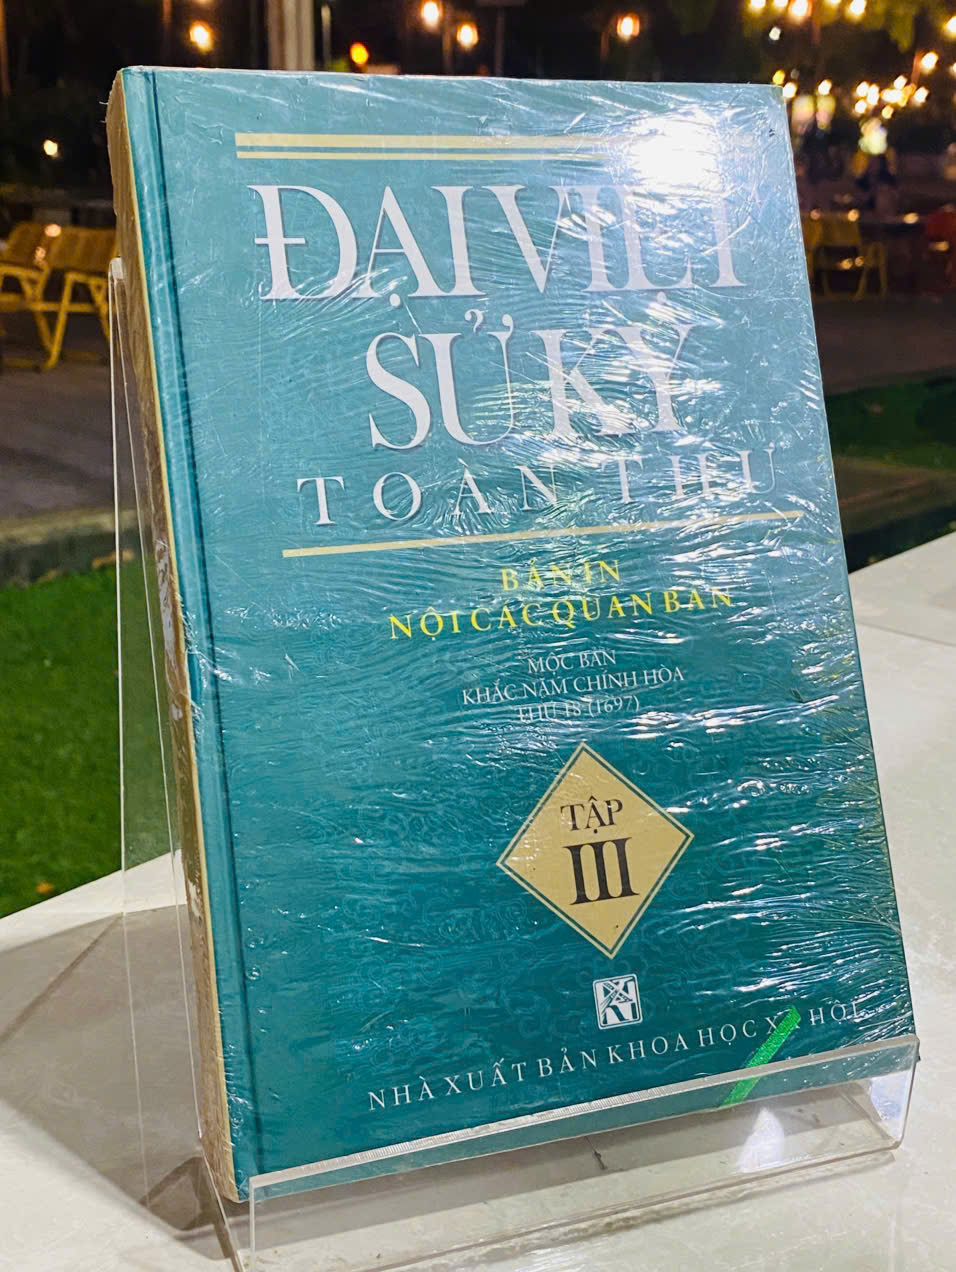 ĐẠI VIỆT
SỬ KÝ
TOÀN THƯ
BẢN IN
NỘI CÁC QUAN BẢN
MỘC BẢN
KHẮC NĂM CHÍNH HÒA
THỨ 18 (1697)
TẬP
III
NHÀ XUẤT BẢN KHOA HỌC XÃ HỘI